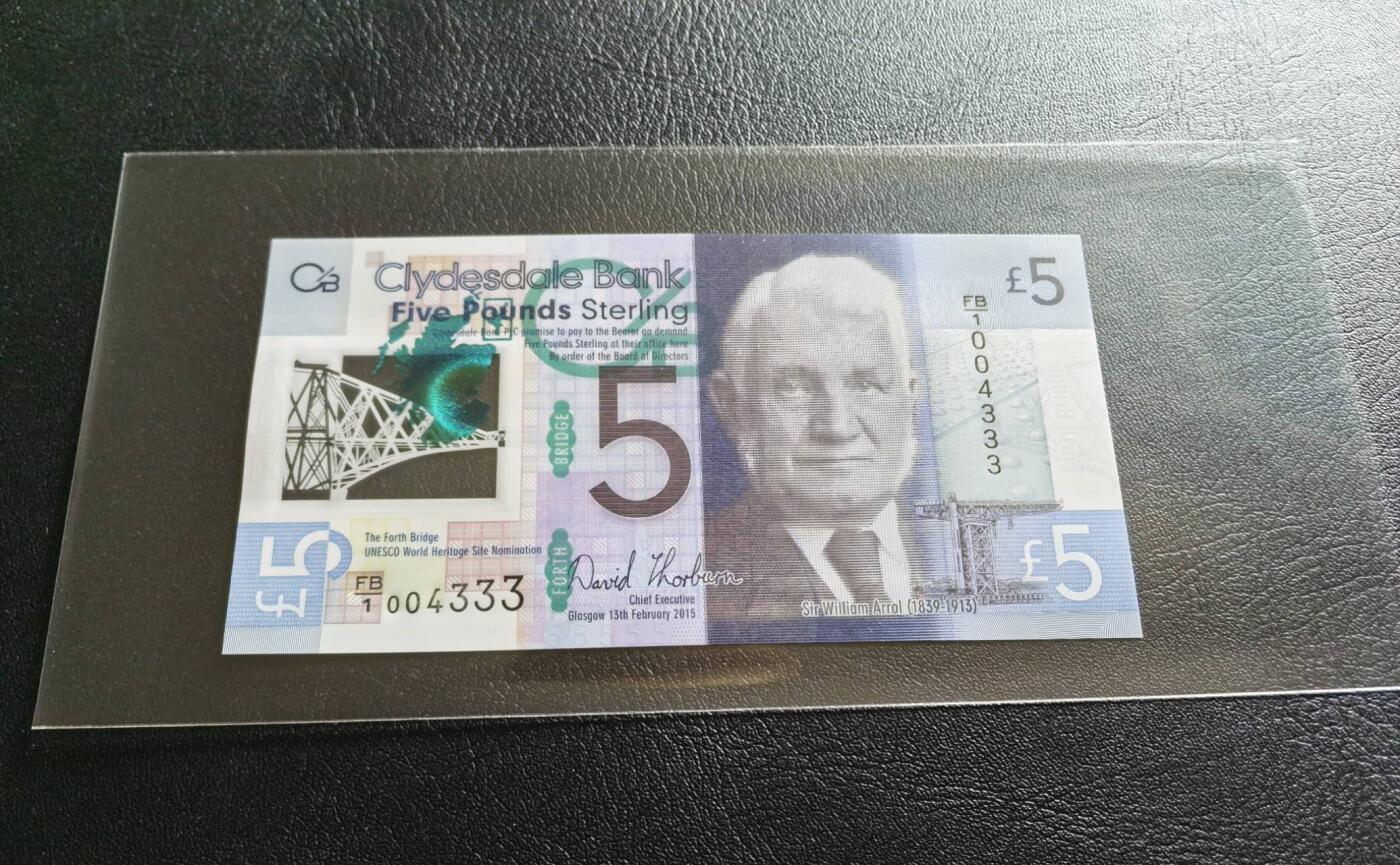 CB
Clydesdale Bank
Five Pounds Sterling
Clydesdale Bank PLC promise to pay to the Bearer on demand
Five Pounds Sterling at their office here
By order of the Board of Directors
5
FORTH BRIDGE
The Forth Bridge
UNESCO World Heritage Site Nomination
£5
FB
1 004333
David Thorburn
Chief Executive
Glasgow 13th February 2015
£5
FB
1
004333
£5
Sir William Arrol (1839-1913)